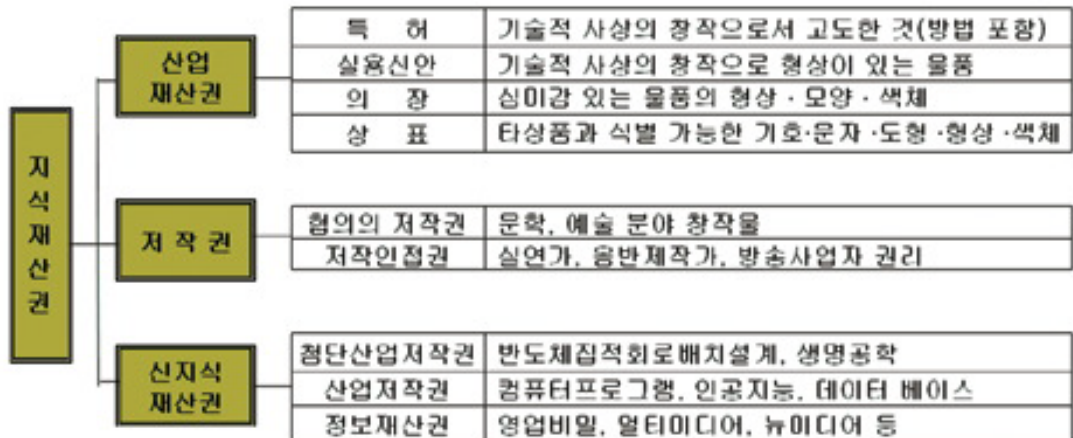 지식재산권
산업
재산권
특 허 기술적 사상의 창작으로서 고도한 것(방법 포함)
실용신안 기술적 사상의 창작으로 형상이 있는 물품
의 장 심미감 있는 물품의 형상 · 모양 · 색체
상 표 타상품과 식별 가능한 기호·문자 ·도형 ·형상 ·색체
저 작 권
협의의 저작권 문학, 예술 분야 창작물
저작인접권 실연가, 음반제작가, 방송사업자 권리
신지식
재산권
첨단산업저작권 반도체집적회로배치설계, 생명공학
산업저작권 컴퓨터프로그램, 인공지능, 데이터 베이스
정보재산권 영업비밀, 멀티미디어, 뉴미디어 등